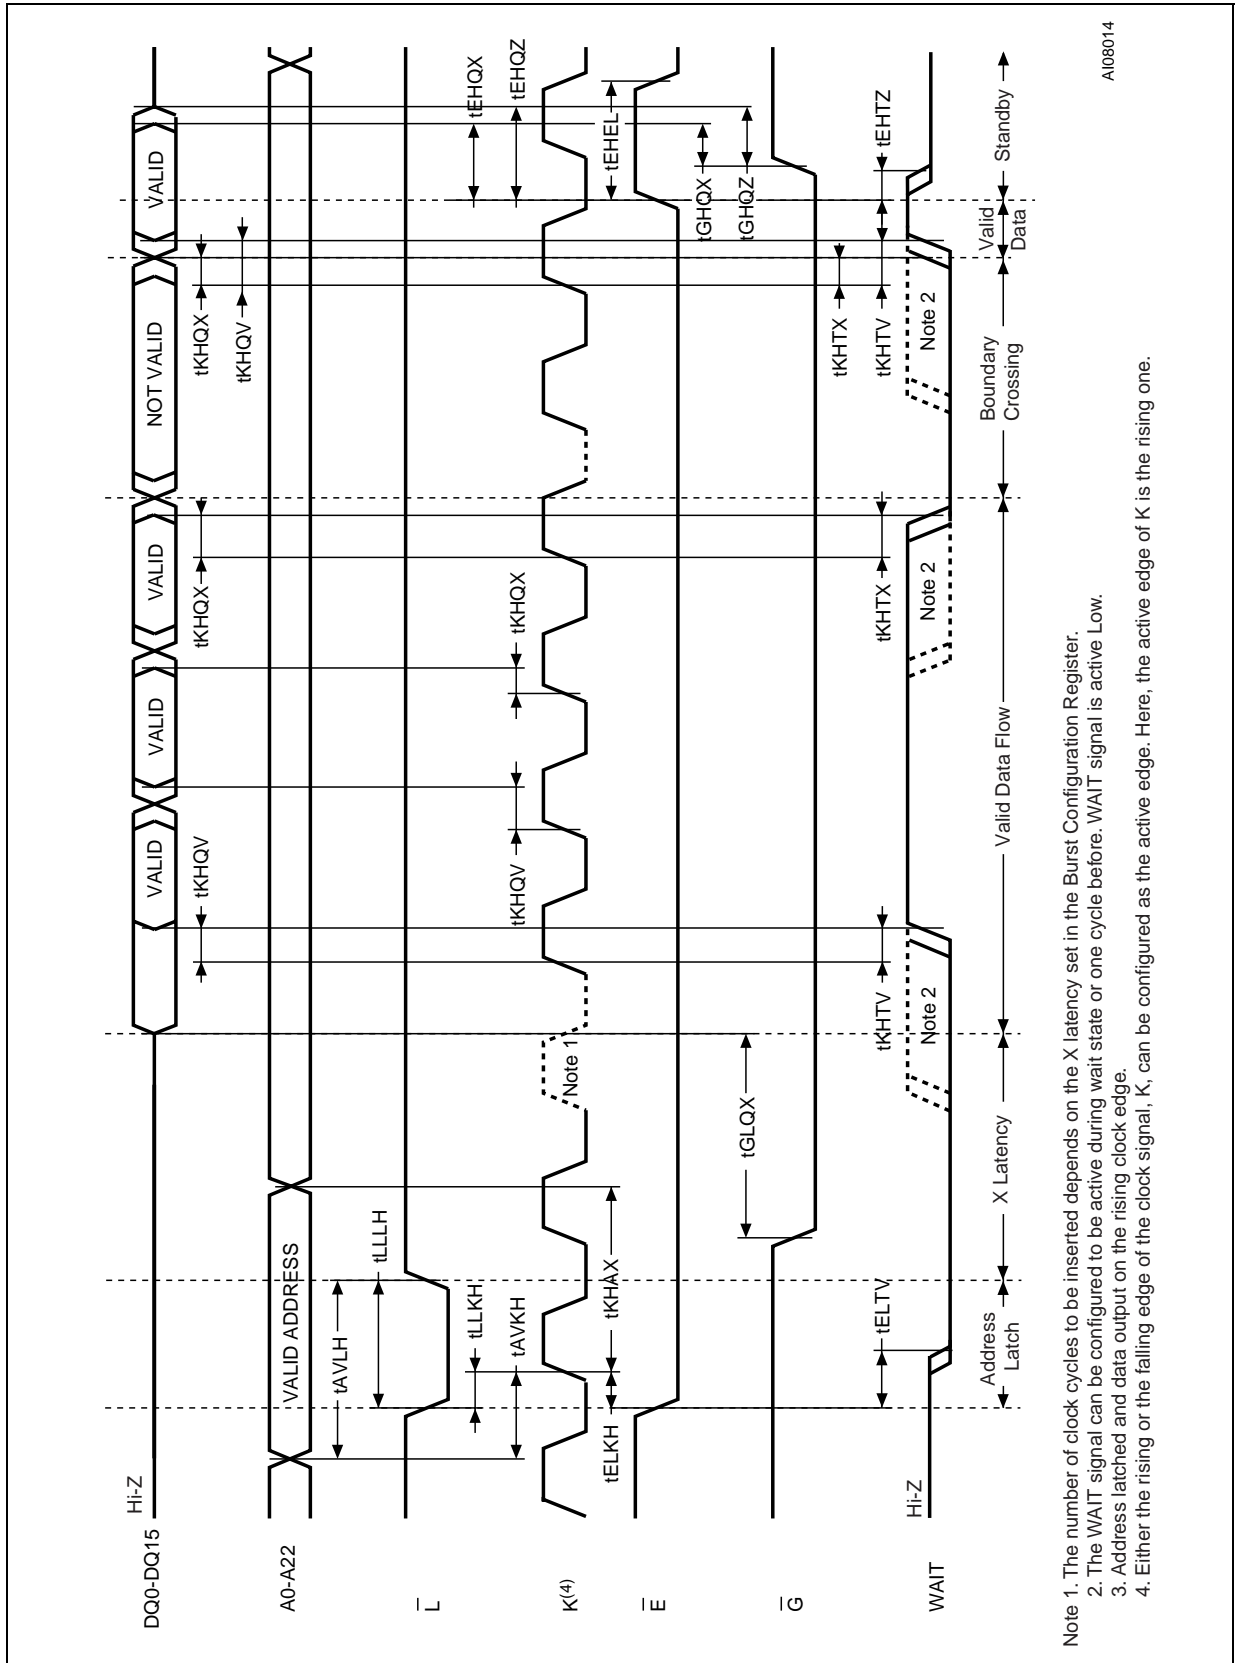 DQ0-DQ15
Hi-Z
VALID
VALID
VALID
NOT VALID
VALID
tKHQV
tKHQX
tKHQX
tKHQV
A0-A22
VALID ADDRESS
tAVLH
L
tLLLH
tLLKH
tEHQX
tAVKH
tKHQV
tKHQX
tEHQZ
K(4)
Note 1
tELKH
tKHAX
tEHEL
E
tGHQX
tGLQX
tGHQZ
G
tKHTX
tELTV
tKHTV
tKHTX
tKHTV
tEHTZ
WAIT
Hi-Z
Note 2
Note 2
Note 2
Address
Latch
X Latency
Valid Data Flow
Boundary
Crossing
Valid
Data
Standby
Note 1. The number of clock cycles to be inserted depends on the X latency set in the Burst Configuration Register.
2. The WAIT signal can be configured to be active during wait state or one cycle before. WAIT signal is active Low.
3. Address latched and data output on the rising clock edge.
4. Either the rising or the falling edge of the clock signal, K, can be configured as the active edge. Here, the active edge of K is the rising one.
AI08014